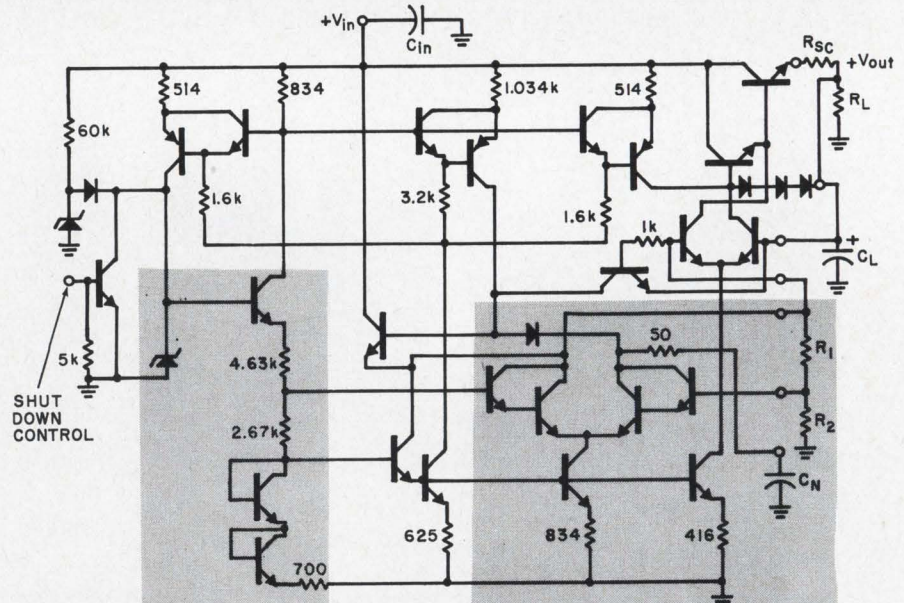 +Vin
Cin
RSC
+Vout
514
834
1.034k
514
RL
60k
1.6k
3.2k
1.6k
1k
+
CL
5k
4.63k
50
R1
SHUT
DOWN
CONTROL
2.67k
R2
CN
625
834
416
700